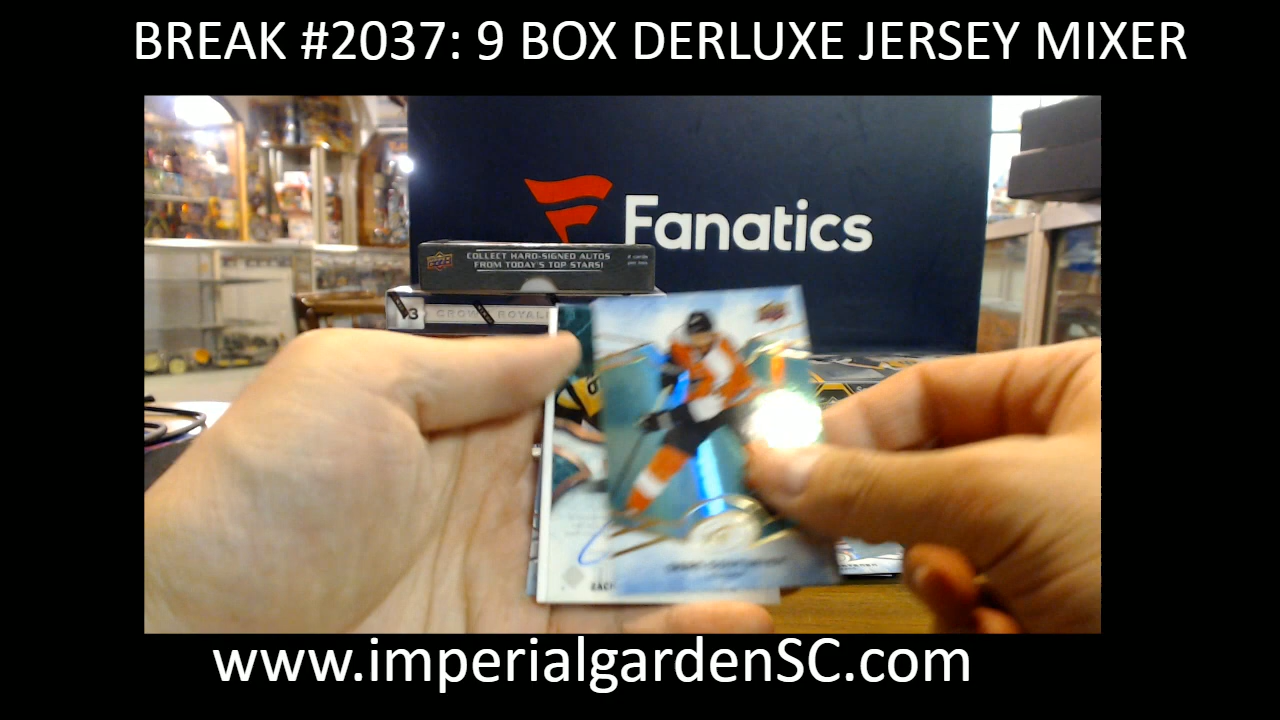 BREAK #2037: 9 BOX DERLUXE JERSEY MIXER
Fanatics
COLLECT HARD-SIGNED AUTOS
FROM TODAY'S TOP STARS!
CROWN ROYALE
www.imperialgardenSC.com